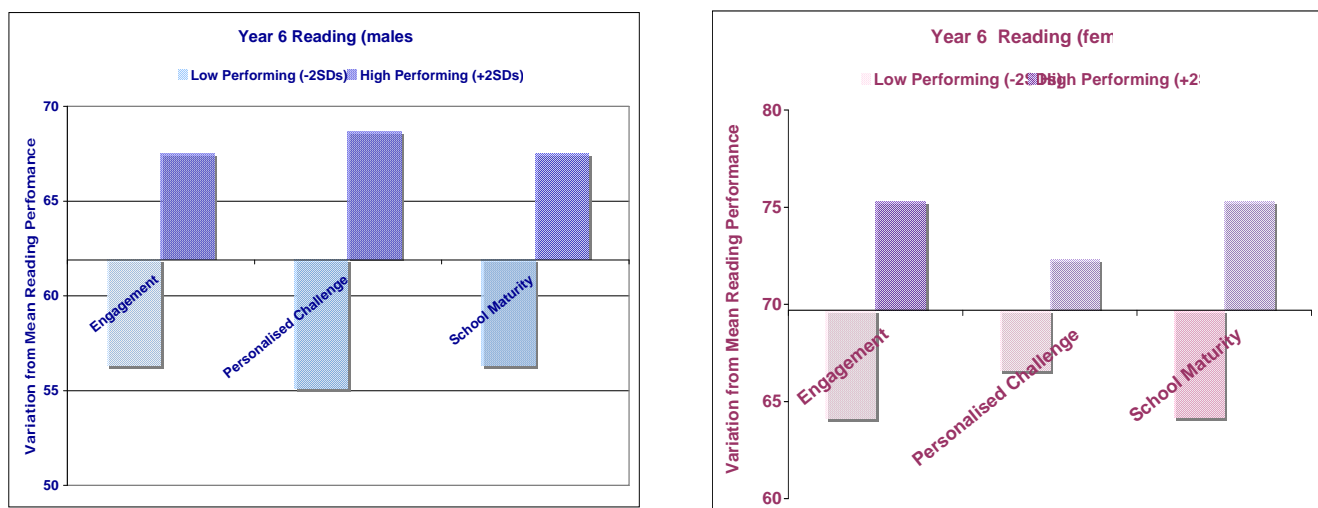 Year 6 Reading (males
Low Performing (-2SDs) High Performing (+2SDs)
Variation from Mean Reading Perfomance
70
65
60
55
50
Engagement
Personalised Challenge
School Maturity
Year 6 Reading (fem
Low Performing (-2SDs) High Performing (+2
Variation from Mean Reading Performance
80
75
70
65
60
Engagement
Personalised Challenge
School Maturity